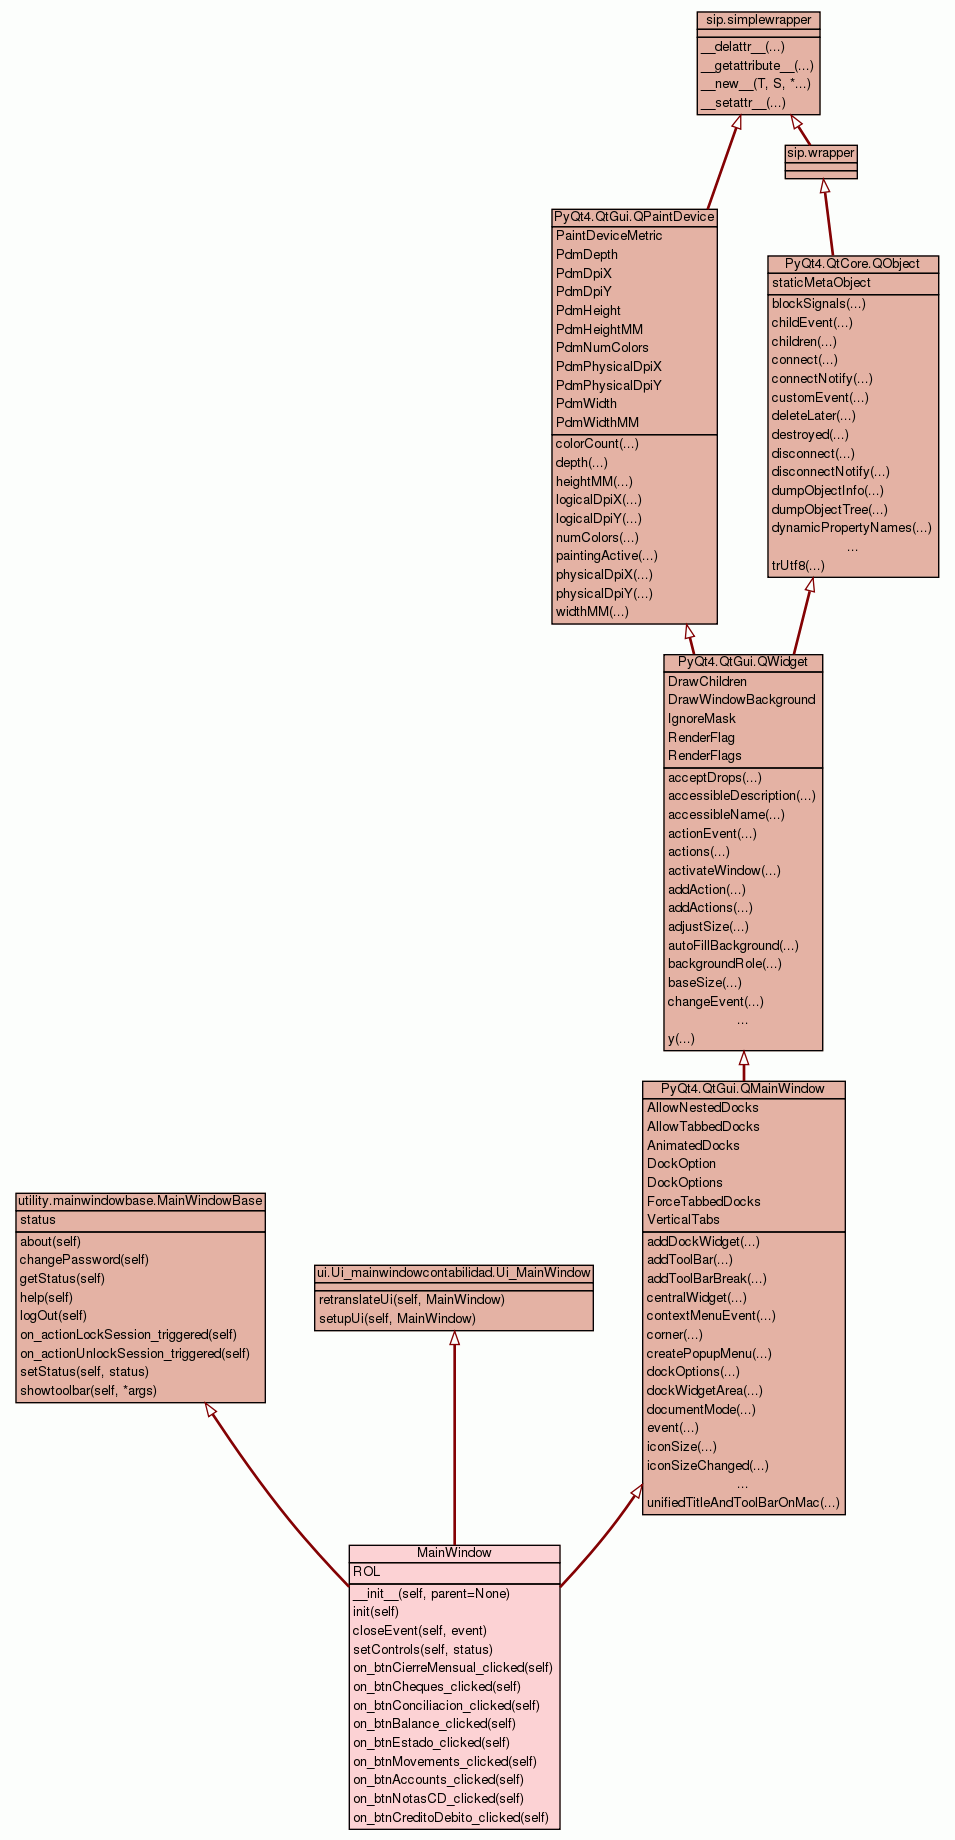 sip.simplewrapper
__delattr__(...)
__getattribute__(...)
__new__(T, S, *...)
__setattr__(...)
sip.wrapper
PyQt4.QtGui.QPaintDevice
PaintDeviceMetric
PdmDepth
PdmDpiX
PdmDpiY
PdmHeight
PdmHeightMM
PdmNumColors
PdmPhysicalDpiX
PdmPhysicalDpiY
PdmWidth
PdmWidthMM
colorCount(...)
depth(...)
heightMM(...)
logicalDpiX(...)
logicalDpiY(...)
numColors(...)
paintingActive(...)
physicalDpiX(...)
physicalDpiY(...)
widthMM(...)
PyQt4.QtCore.QObject
staticMetaObject
blockSignals(...)
childEvent(...)
children(...)
connect(...)
connectNotify(...)
customEvent(...)
deleteLater(...)
destroyed(...)
disconnect(...)
disconnectNotify(...)
dumpObjectInfo(...)
dumpObjectTree(...)
dynamicPropertyNames(...)
...
trUtf8(...)
PyQt4.QtGui.QWidget
DrawChildren
DrawWindowBackground
IgnoreMask
RenderFlag
RenderFlags
acceptDrops(...)
accessibleDescription(...)
accessibleName(...)
actionEvent(...)
actions(...)
activateWindow(...)
addAction(...)
addActions(...)
adjustSize(...)
autoFillBackground(...)
backgroundRole(...)
baseSize(...)
changeEvent(...)
...
y(...)
PyQt4.QtGui.QMainWindow
AllowNestedDocks
AllowTabbedDocks
AnimatedDocks
DockOption
DockOptions
ForceTabbedDocks
VerticalTabs
addDockWidget(...)
addToolBar(...)
addToolBarBreak(...)
centralWidget(...)
contextMenuEvent(...)
corner(...)
createPopupMenu(...)
dockOptions(...)
dockWidgetArea(...)
documentMode(...)
event(...)
iconSize(...)
iconSizeChanged(...)
...
unifiedTitleAndToolBarOnMac(...)
utility.mainwindowbase.MainWindowBase
status
about(self)
changePassword(self)
getStatus(self)
help(self)
logOut(self)
on_actionLockSession_triggered(self)
on_actionUnlockSession_triggered(self)
setStatus(self, status)
showtoolbar(self, *args)
ui.Ui_mainwindowcontabilidad.Ui_MainWindow
retranslateUi(self, MainWindow)
setupUi(self, MainWindow)
MainWindow
ROL
__init__(self, parent=None)
init(self)
closeEvent(self, event)
setControls(self, status)
on_btnCierreMensual_clicked(self)
on_btnCheques_clicked(self)
on_btnConciliacion_clicked(self)
on_btnBalance_clicked(self)
on_btnEstado_clicked(self)
on_btnMovements_clicked(self)
on_btnAccounts_clicked(self)
on_btnNotasCD_clicked(self)
on_btnCreditoDebito_clicked(self)